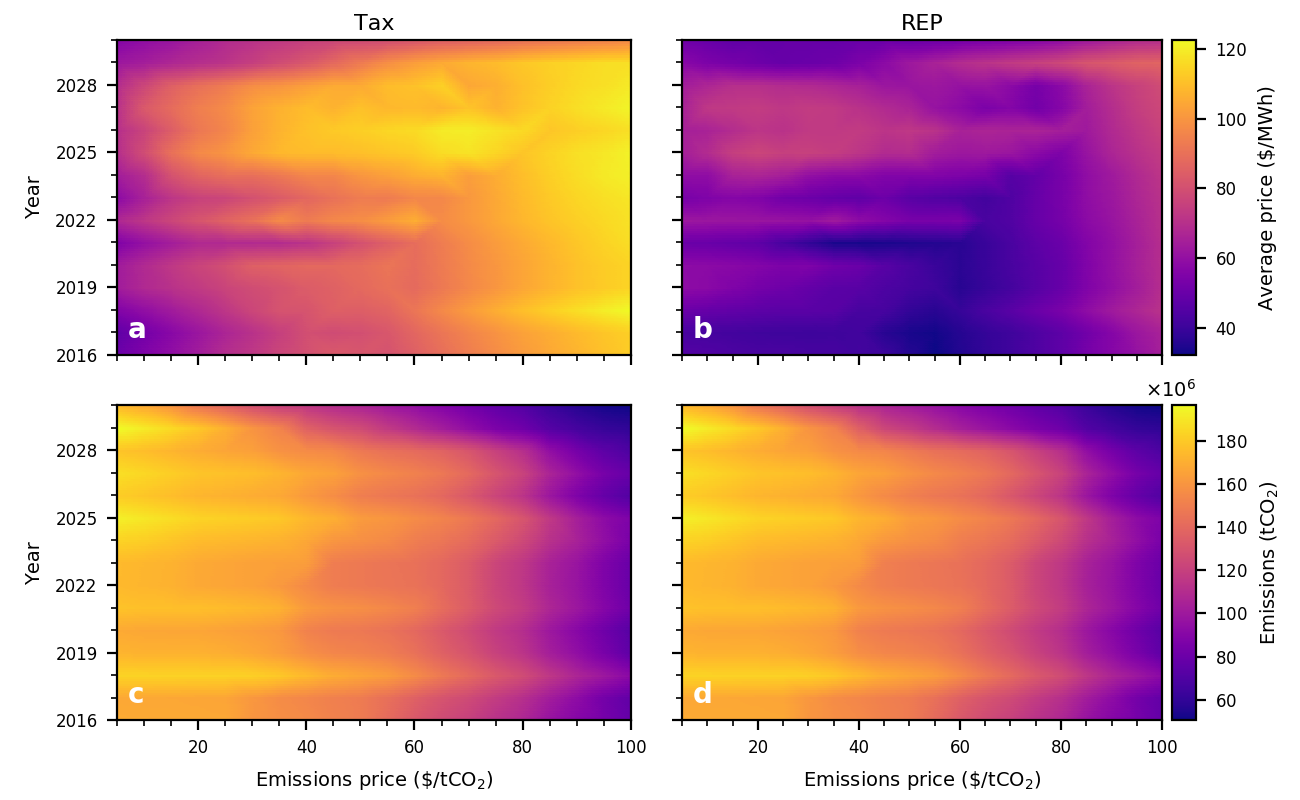 Tax
REP
Year
2028
2025
2022
2019
2016
a
b
120
100
80
60
40
Average price ($/MWh)
×10⁶
Year
2028
2025
2022
2019
2016
c
d
180
160
140
120
100
80
60
Emissions (tCO₂)
20 40 60 80 100
20 40 60 80 100
Emissions price ($/tCO₂)
Emissions price ($/tCO₂)